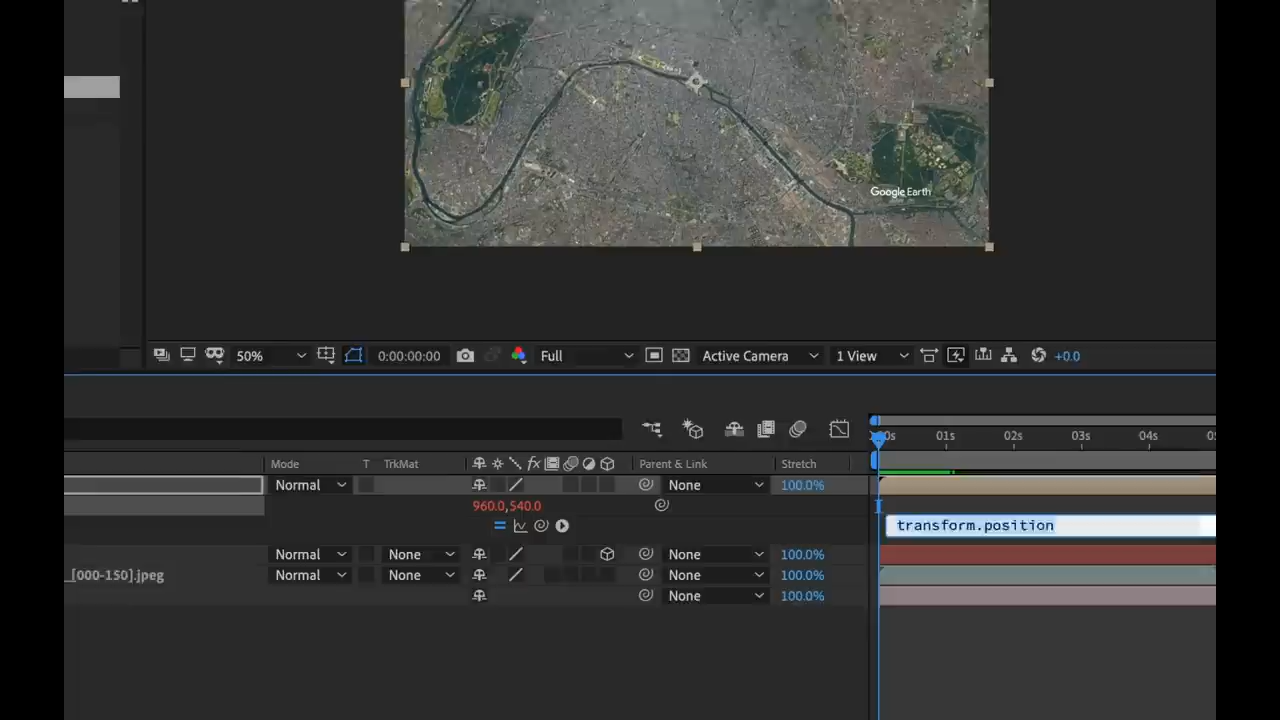 Google Earth
50% 0:00:00:00 Full Active Camera 1 View +0.0
00s 01s 02s 03s 04s
Mode T TrkMat fx Parent & Link Stretch
Normal None 100.0%
960.0,540.0
transform.position
Normal None None 100.0%
_[000-150].jpeg Normal None None 100.0%
None 100.0%